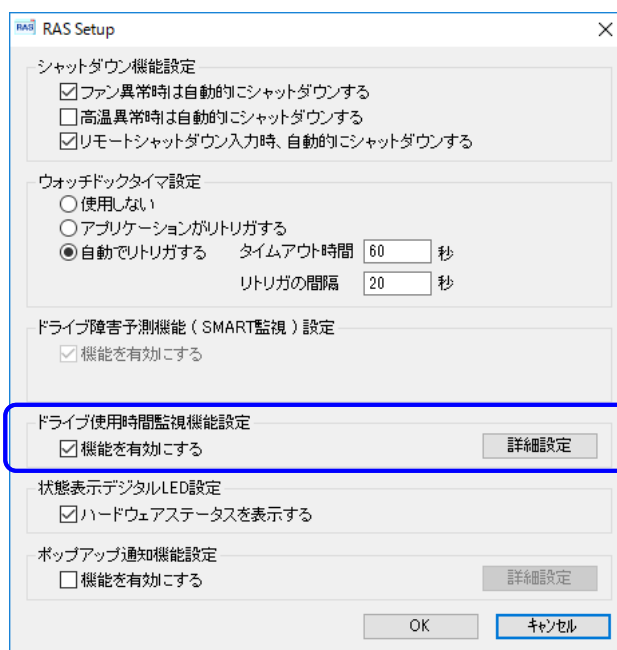 RAS RAS Setup
シャットダウン機能設定
ファン異常時は自動的にシャットダウンする
高温異常時は自動的にシャットダウンする
リモートシャットダウン入力時、自動的にシャットダウンする
ウォッチドックタイマ設定
使用しない
アプリケーションがリトリガする
自動でリトリガする タイムアウト時間 60 秒
リトリガの間隔 20 秒
ドライブ障害予測機能 ( SMART監視 ) 設定
機能を有効にする
ドライブ使用時間監視機能設定
機能を有効にする 詳細設定
状態表示デジタルLED設定
ハードウェアステータスを表示する
ポップアップ通知機能設定
機能を有効にする 詳細設定
OK キャンセル